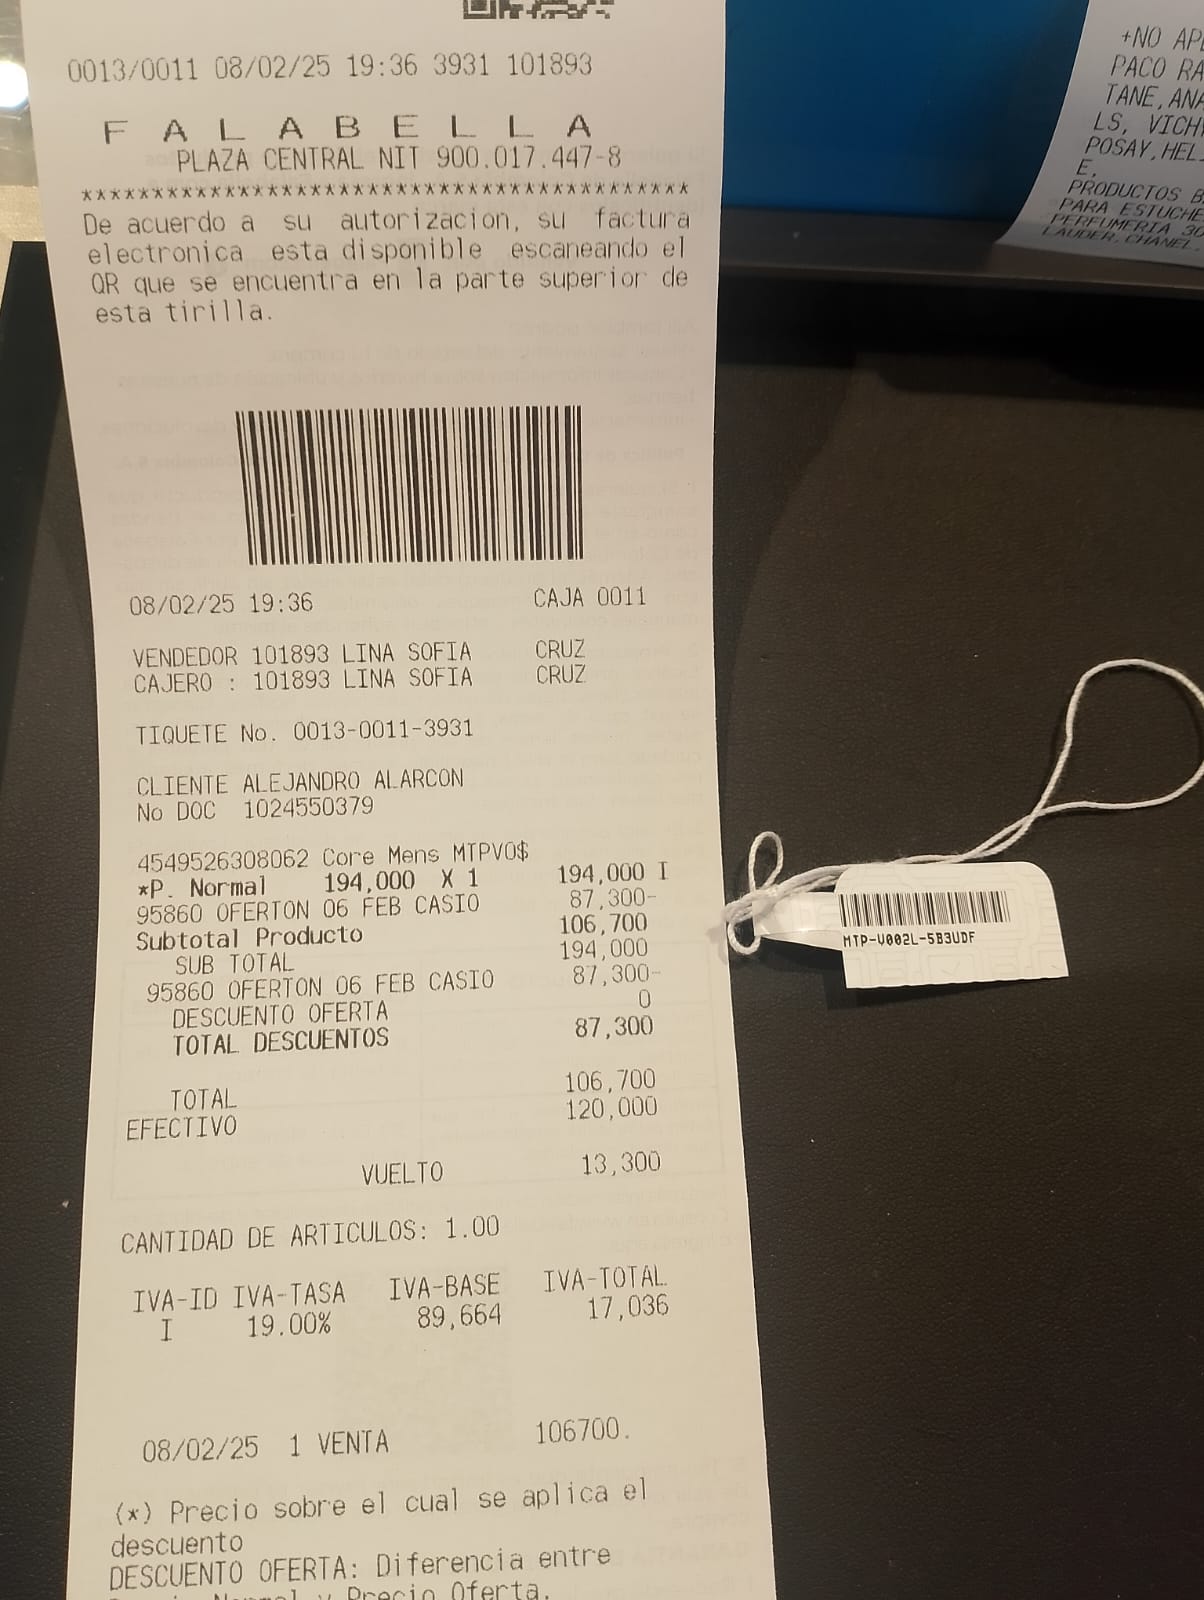 0013/0011 08/02/25 19:36 3931 101893
F A L A B E L L A
PLAZA CENTRAL NIT 900.017.447-8
*******************************************
De acuerdo a su autorizacion, su factura
electronica esta disponible escaneando el
QR que se encuentra en la parte superior de
esta tirilla.
08/02/25 19:36 CAJA 0011
VENDEDOR 101893 LINA SOFIA CRUZ
CAJERO : 101893 LINA SOFIA CRUZ
TIQUETE No. 0013-0011-3931
CLIENTE ALEJANDRO ALARCON
No DOC 1024550379
4549526308062 Core Mens MTPVO$
*P. Normal 194,000 X 1 194,000 I
95860 OFERTON 06 FEB CASIO 87,300-
Subtotal Producto 106,700
SUB TOTAL 194,000
95860 OFERTON 06 FEB CASIO 87,300-
DESCUENTO OFERTA 0
TOTAL DESCUENTOS 87,300
TOTAL 106,700
EFECTIVO 120,000
VUELTO 13,300
CANTIDAD DE ARTICULOS: 1.00
IVA-ID IVA-TASA IVA-BASE IVA-TOTAL
I 19.00% 89,664 17,036
08/02/25 1 VENTA 106700.
(*) Precio sobre el cual se aplica el
descuento
DESCUENTO OFERTA: Diferencia entre
Normal y Precio Oferta.
MTP-V002L-5B3UDF
+NO
PACO
TANE,
LS,
POSAY,
E,
PRODUCTOS
PARA
PERFUMERIA
LAUDER, CHANEL